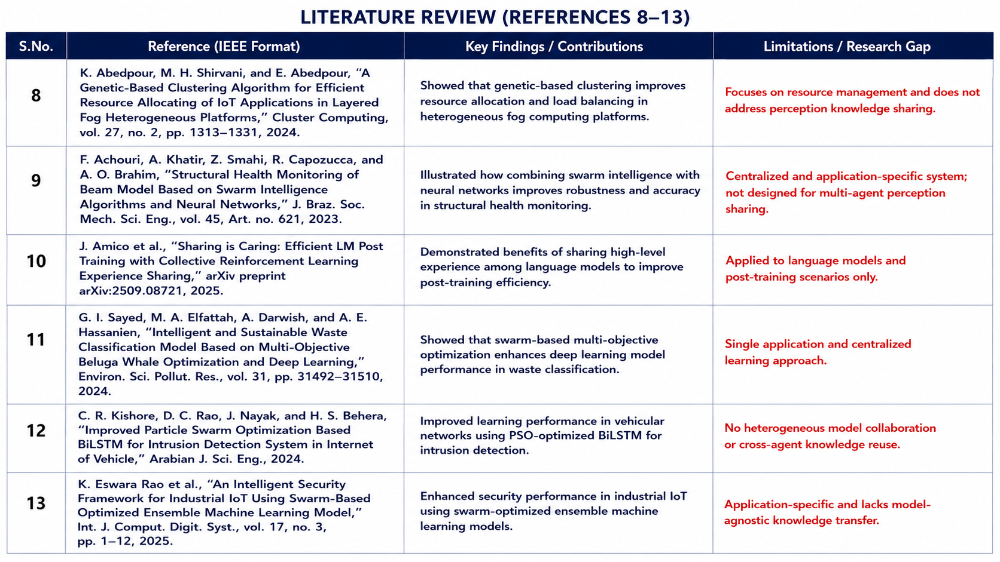 LITERATURE REVIEW (REFERENCES 8–13)
S.No.
Reference (IEEE Format)
Key Findings / Contributions
Limitations / Research Gap
8
K. Abedpour, M. H. Shirvani, and E. Abedpour, “A
Genetic-Based Clustering Algorithm for Efficient
Resource Allocating of IoT Applications in Layered
Fog Heterogeneous Platforms,” Cluster Computing,
vol. 27, no. 2, pp. 1313–1331, 2024.
Showed that genetic-based clustering improves
resource allocation and load balancing in
heterogeneous fog computing platforms.
Focuses on resource management and does not
address perception knowledge sharing.
9
F. Achouri, A. Khatir, Z. Smahi, R. Capozucca, and
A. O. Brahim, “Structural Health Monitoring of
Beam Model Based on Swarm Intelligence
Algorithms and Neural Networks,” J. Braz. Soc.
Mech. Sci. Eng., vol. 45, Art. no. 621, 2023.
Illustrated how combining swarm intelligence with
neural networks improves robustness and accuracy
in structural health monitoring.
Centralized and application-specific system;
not designed for multi-agent perception
sharing.
10
J. Amico et al., “Sharing is Caring: Efficient LM Post
Training with Collective Reinforcement Learning
Experience Sharing,” arXiv preprint
arXiv:2509.08721, 2025.
Demonstrated benefits of sharing high-level
experience among language models to improve
post-training efficiency.
Applied to language models and
post-training scenarios only.
11
G. I. Sayed, M. A. Elfattah, A. Darwish, and A. E.
Hassanien, “Intelligent and Sustainable Waste
Classification Model Based on Multi-Objective
Beluga Whale Optimization and Deep Learning,”
Environ. Sci. Pollut. Res., vol. 31, pp. 31492–31510,
2024.
Showed that swarm-based multi-objective
optimization enhances deep learning model
performance in waste classification.
Single application and centralized
learning approach.
12
C. R. Kishore, D. C. Rao, J. Nayak, and H. S. Behera,
“Improved Particle Swarm Optimization Based
BiLSTM for Intrusion Detection System in Internet
of Vehicle,” Arabian J. Sci. Eng., 2024.
Improved learning performance in vehicular
networks using PSO-optimized BiLSTM for
intrusion detection.
No heterogeneous model collaboration
or cross-agent knowledge reuse.
13
K. Eswara Rao et al., “An Intelligent Security
Framework for Industrial IoT Using Swarm-Based
Optimized Ensemble Machine Learning Model,”
Int. J. Comput. Digit. Syst., vol. 17, no. 3,
pp. 1–12, 2025.
Enhanced security performance in industrial IoT
using swarm-optimized ensemble machine
learning models.
Application-specific and lacks model-
agnostic knowledge transfer.